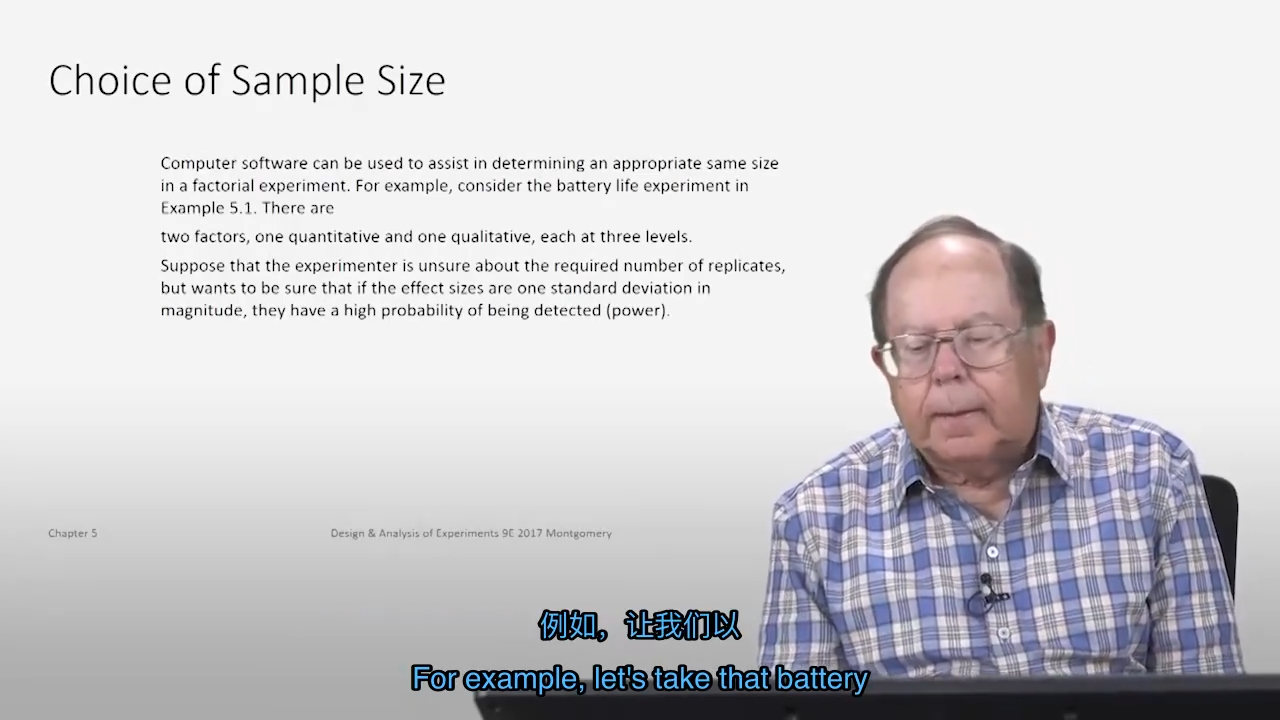 Choice of Sample Size
Computer software can be used to assist in determining an appropriate same size
in a factorial experiment. For example, consider the battery life experiment in
Example 5.1. There are
two factors, one quantitative and one qualitative, each at three levels.
Suppose that the experimenter is unsure about the required number of replicates,
but wants to be sure that if the effect sizes are one standard deviation in
magnitude, they have a high probability of being detected (power).
Chapter 5
Design & Analysis of Experiments 9E 2017 Montgomery
例如，让我们以
For example, let's take that battery